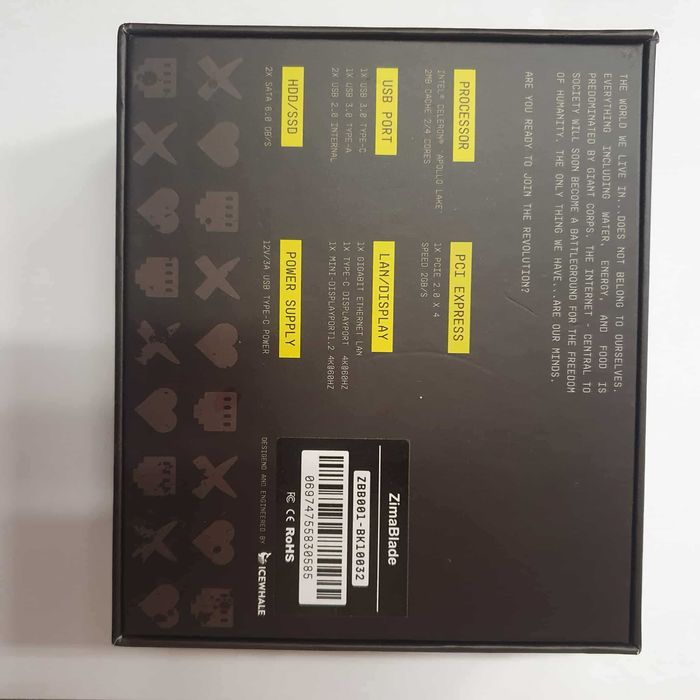 THE WORLD WE LIVE IN...DOES NOT BELONG TO OURSELVES.
EVERYTHING INCLUDING WATER, ENERGY, AND FOOD IS
PREDOMINATED BY GIANT CORPS. THE INTERNET - CENTRAL TO
SOCIETY WILL SOON BECOME A BATTLEGROUND FOR THE FREEDOM
OF HUMANITY. THE ONLY THING WE HAVE...ARE OUR MINDS.
ARE YOU READY TO JOIN THE REVOLUTION?
PROCESSOR
INTEL® CELERON® "APOLLO LAKE"
2MB CACHE 2/4 CORES
PCI EXPRESS
1X PCIE 2.0 X 4
SPEED 2GB/S
USB PORT
1X USB 3.0 TYPE-C
1X USB 3.0 TYPE-A
2X USB 2.0 INTERNAL
LAN/DISPLAY
1X GIGABIT ETHERNET LAN
1X TYPE-C DISPLAYPORT 4K@60HZ
1X MINI-DISPLAYPORT1.2 4K@60HZ
HDD/SSD
2X SATA 6.0 GB/S
POWER SUPPLY
12V/3A USB TYPE-C POWER
ZimaBlade
ZBB001-BK10032
06974755830585
FC CE RoHS
DESIGEND AND ENGINEERED BY ICEWHALE